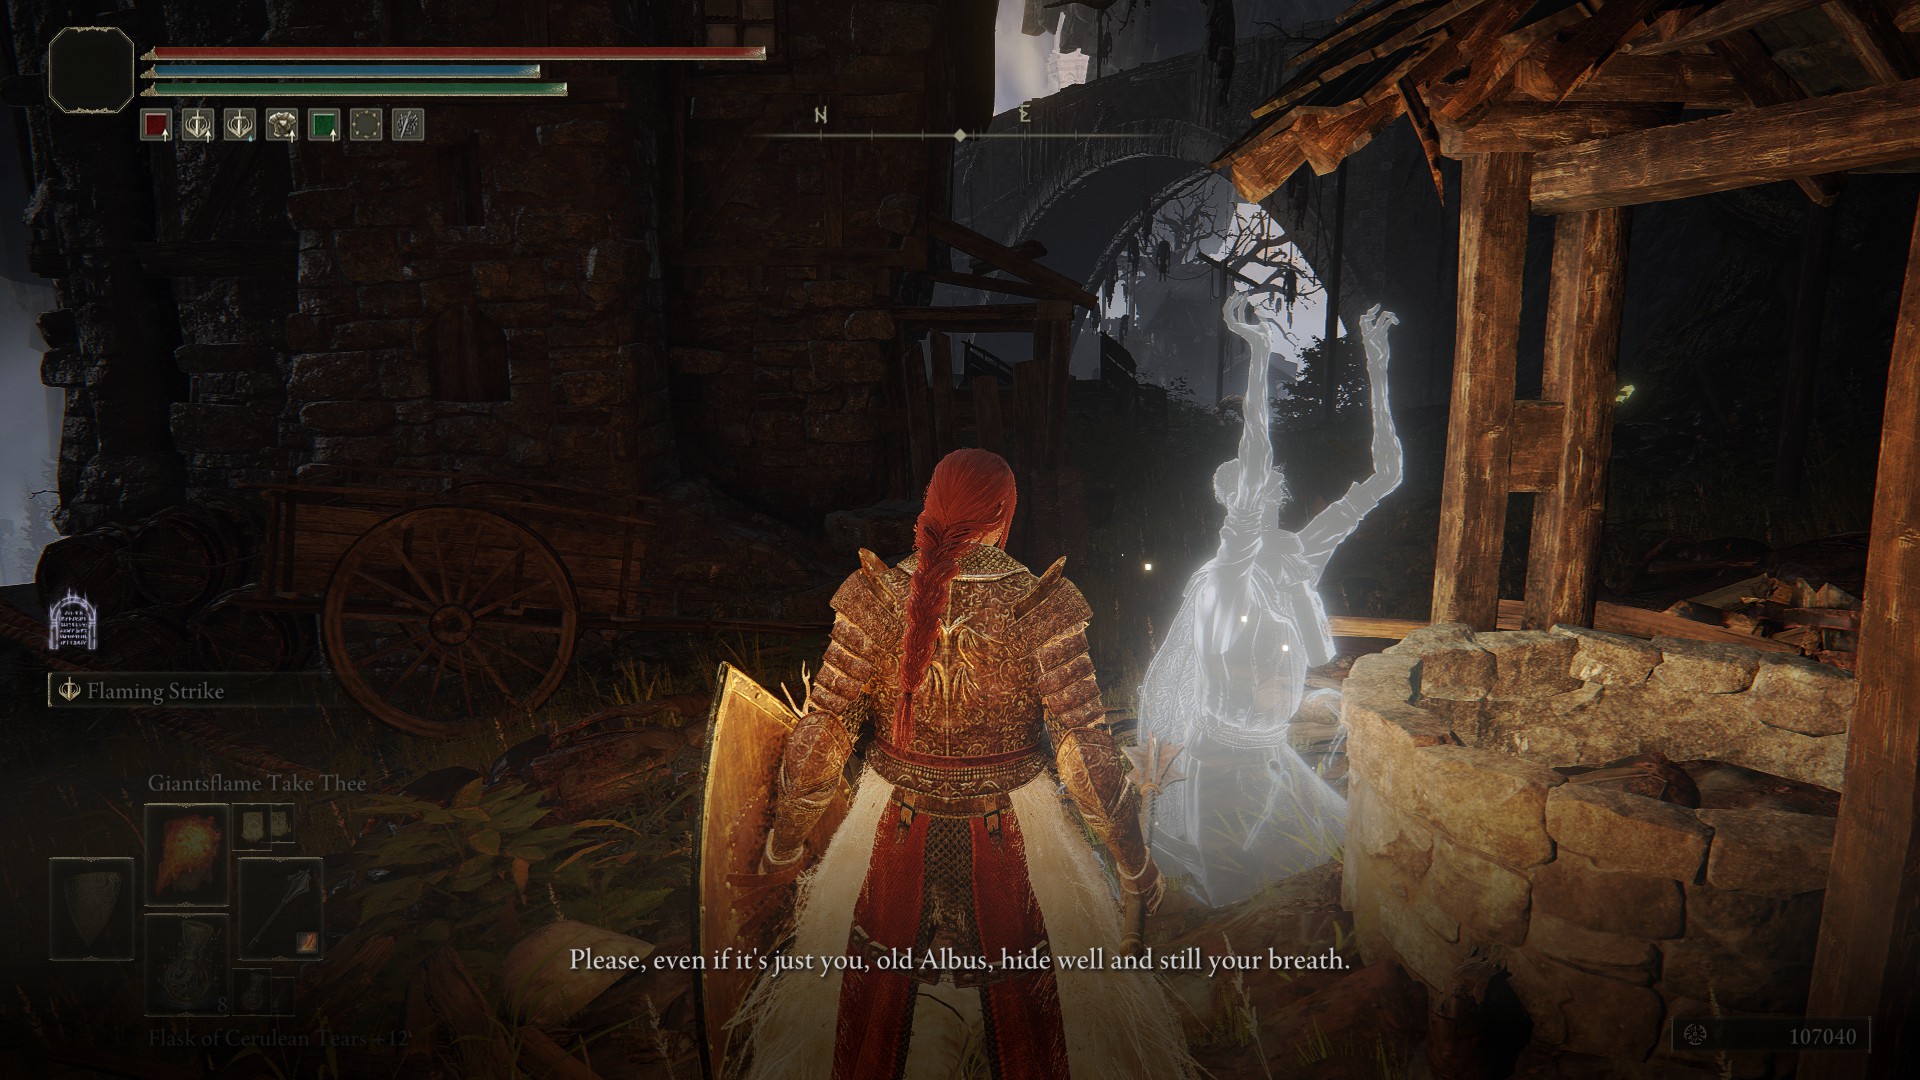 N
E
Flaming Strike
Giantsflame Take Thee
8
Please, even if it's just you, old Albus, hide well and still your breath.
Flask of Cerulean Tears +12
107040